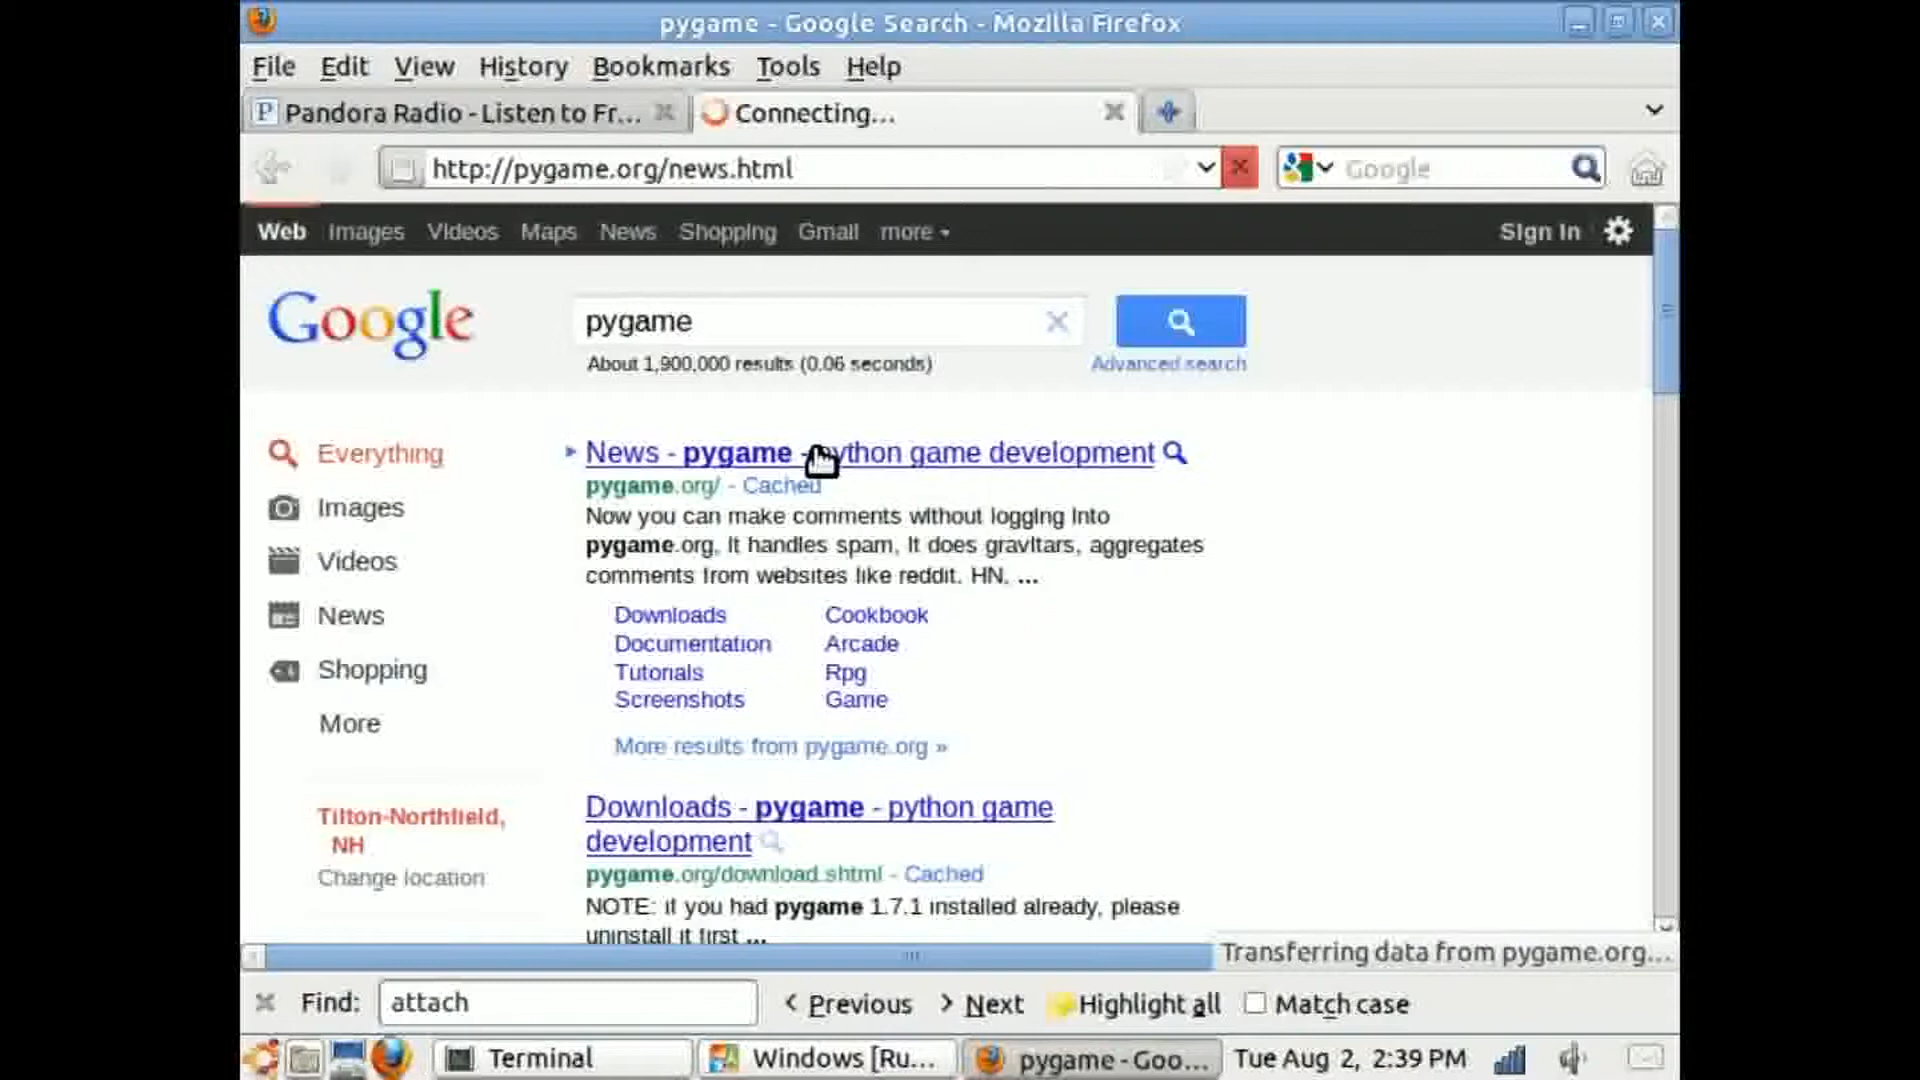 pygame - Google Search - Mozilla Firefox
File Edit View History Bookmarks Tools Help
Pandora Radio - Listen to Fr... Connecting...
http://pygame.org/news.html Google
Web Images Videos Maps News Shopping Gmail more Sign in
Google pygame
About 1,900,000 results (0.06 seconds) Advanced search
Everything
Images
Videos
News
Shopping
More
Tilton-Northfield,
NH
Change location
News - pygame - python game development
pygame.org/ - Cached
Now you can make comments without logging into
pygame.org. It handles spam, it does gravitars, aggregates
comments from websites like reddit. HN. ...
Downloads Cookbook
Documentation Arcade
Tutorials Rpg
Screenshots Game
More results from pygame.org »
Downloads - pygame - python game
development
pygame.org/download.shtml - Cached
NOTE: if you had pygame 1.7.1 installed already, please
uninstall it first ...
Transferring data from pygame.org...
Find: attach Previous Next Highlight all Match case
Terminal Windows [Ru... pygame - Goo... Tue Aug 2, 2:39 PM